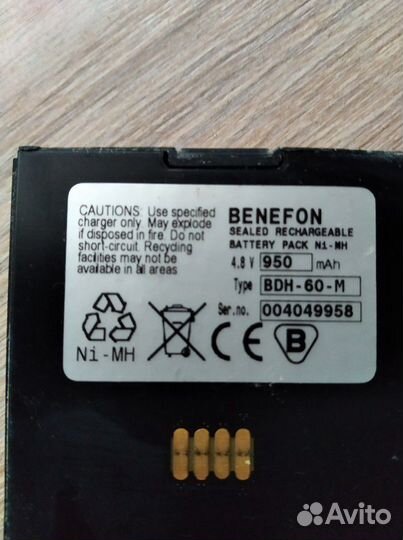 CAUTIONS: Use specified
charger only. May explode
if disposed in fire. Do not
short-circuit. Recycling
facilities may not be
available in all areas.
BENEFON
SEALED RECHARGEABLE
BATTERY PACK Ni-MH
4.8 V 950 mAh
Type BDH-60-M
Ser.no. 004049958
Ni-MH
CE
B
Avito